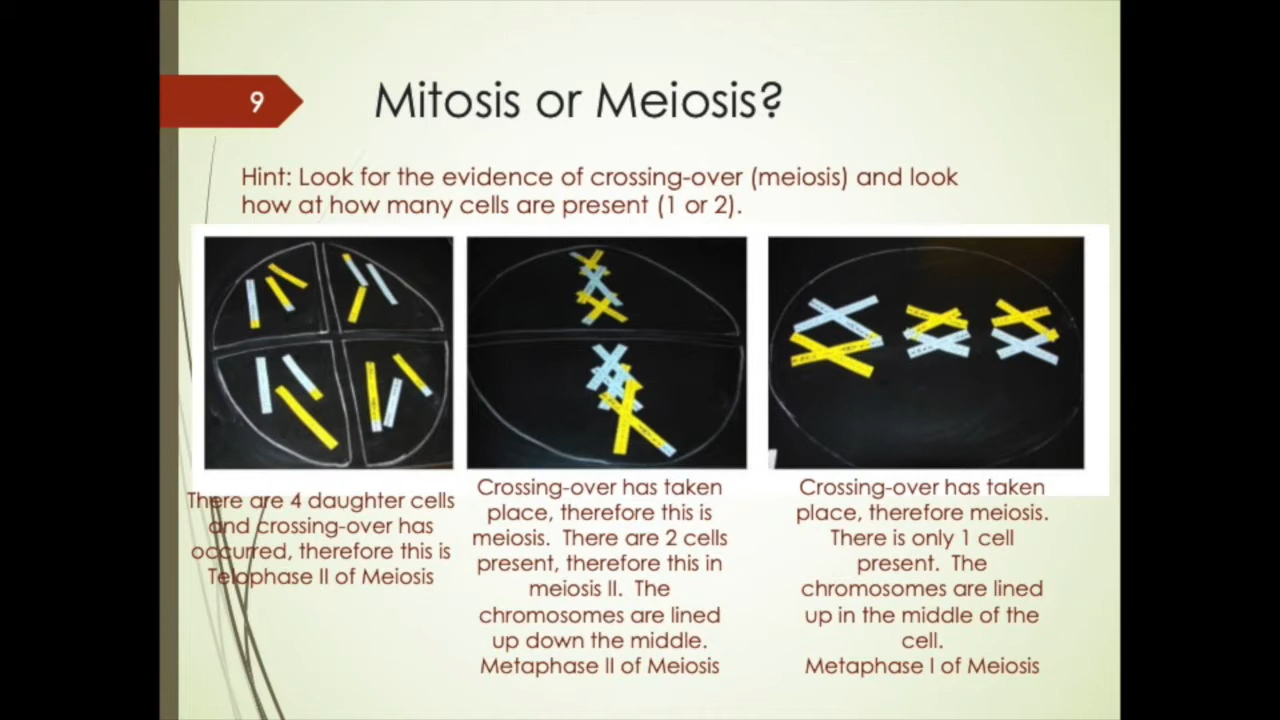 9
Mitosis or Meiosis?
Hint: Look for the evidence of crossing-over (meiosis) and look
how at how many cells are present (1 or 2).
There are 4 daughter cells
and crossing-over has
occurred, therefore this is
Telophase II of Meiosis
Crossing-over has taken
place, therefore this is
meiosis. There are 2 cells
present, therefore this in
meiosis II. The
chromosomes are lined
up down the middle.
Metaphase II of Meiosis
Crossing-over has taken
place, therefore meiosis.
There is only 1 cell
present. The
chromosomes are lined
up in the middle of the
cell.
Metaphase I of Meiosis